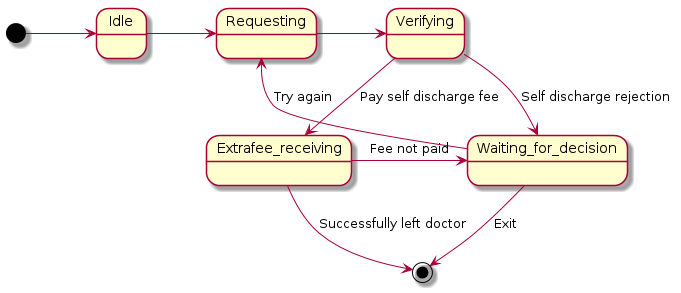 Idle
Requesting
Verifying
Try again
Pay self discharge fee
Self discharge rejection
Extrafee_receiving
Fee not paid
Waiting_for_decision
Successfully left doctor
Exit